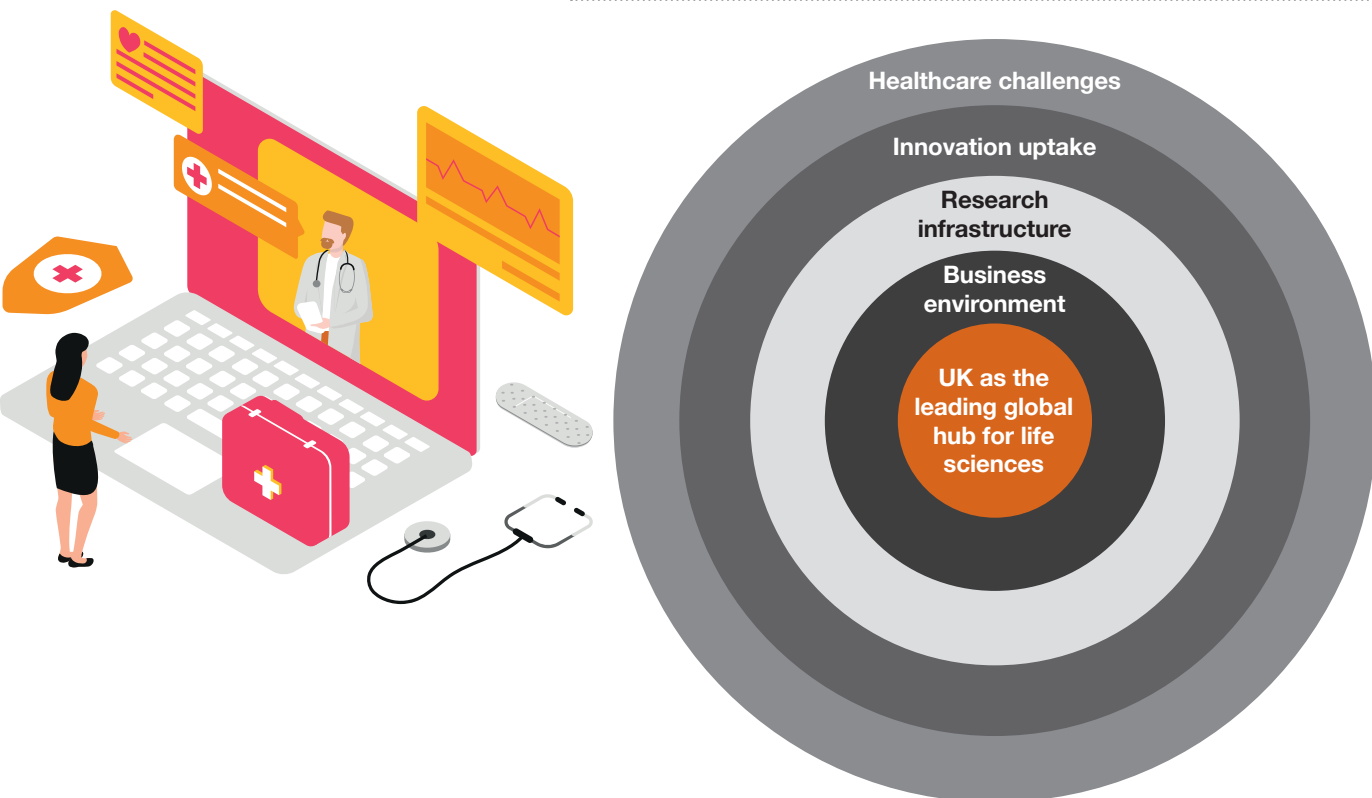 Healthcare challenges
Innovation uptake
Research
infrastructure
Business
environment
UK as the
leading global
hub for life
sciences